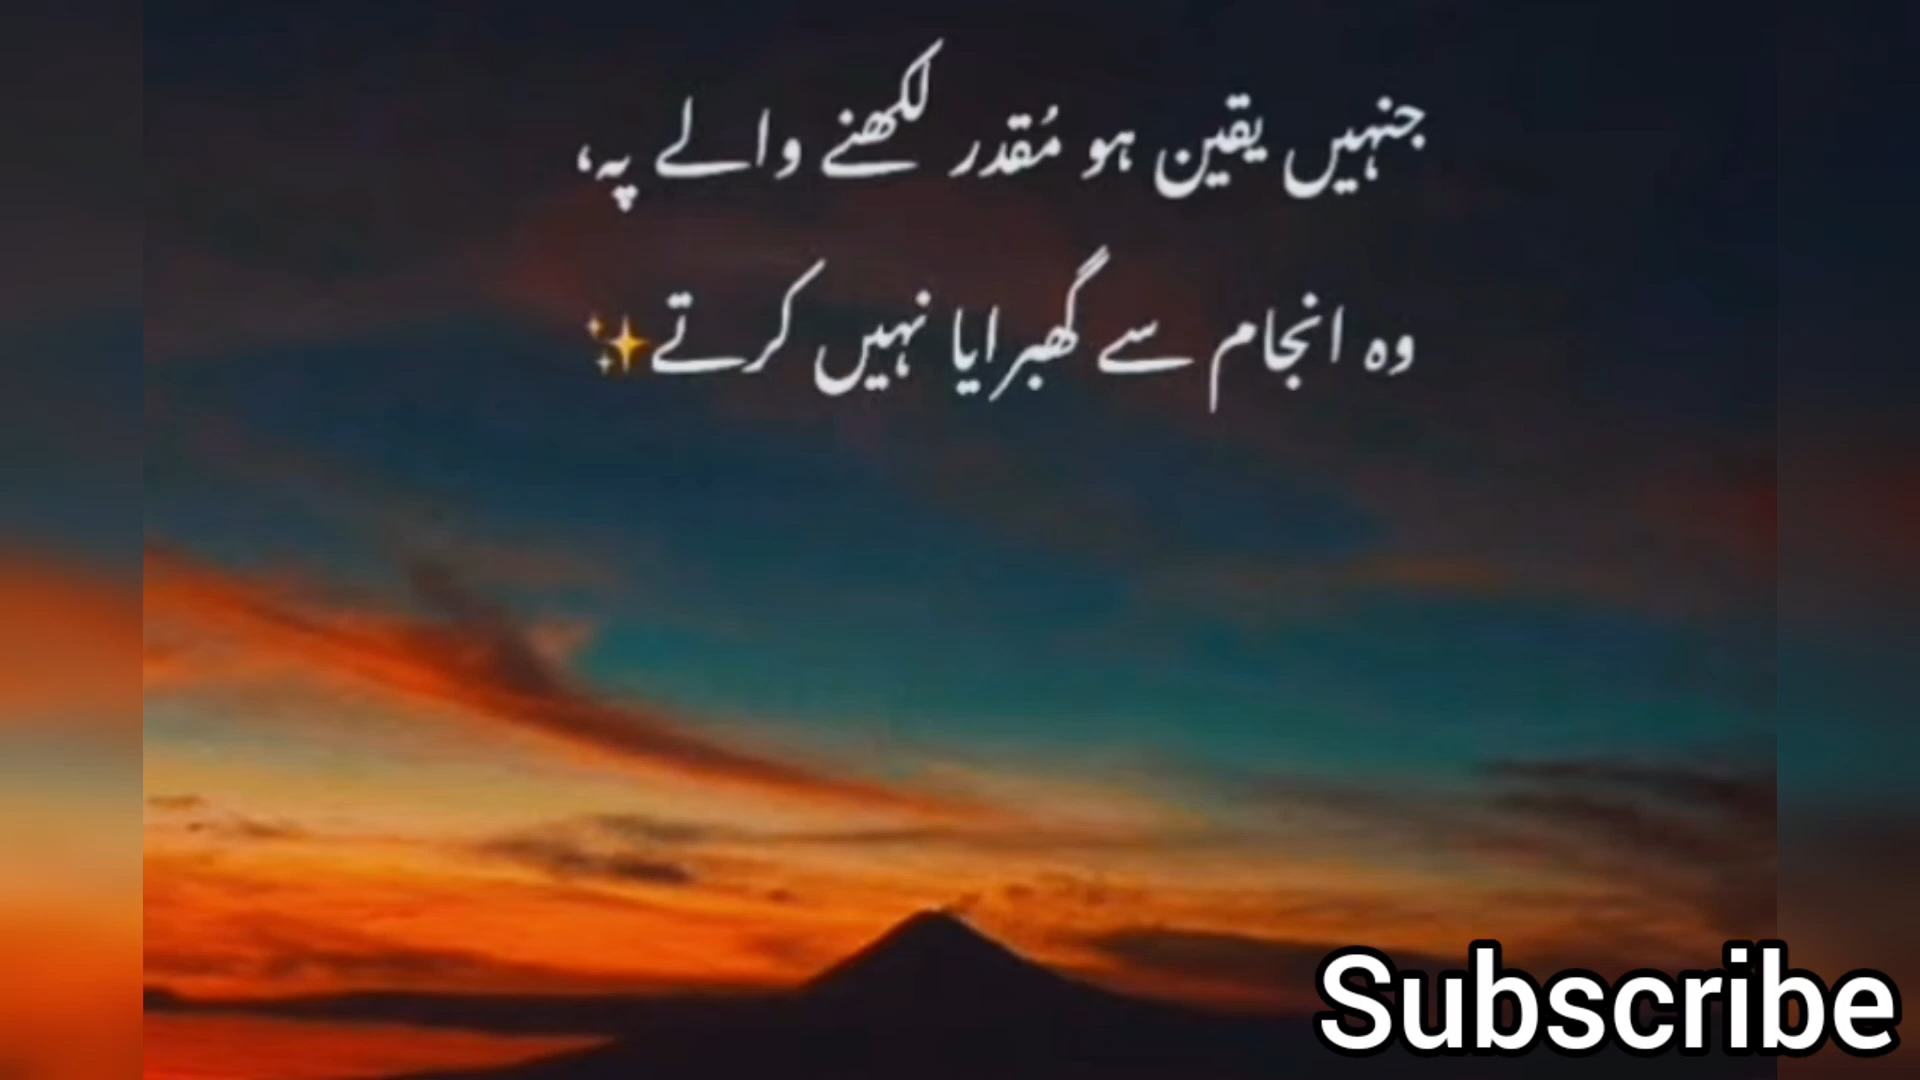 جنہیں یقین ہو مُقدر لکھنے والے پہ،
وہ انجام سے گھبرایا نہیں کرتے✨
Subscribe